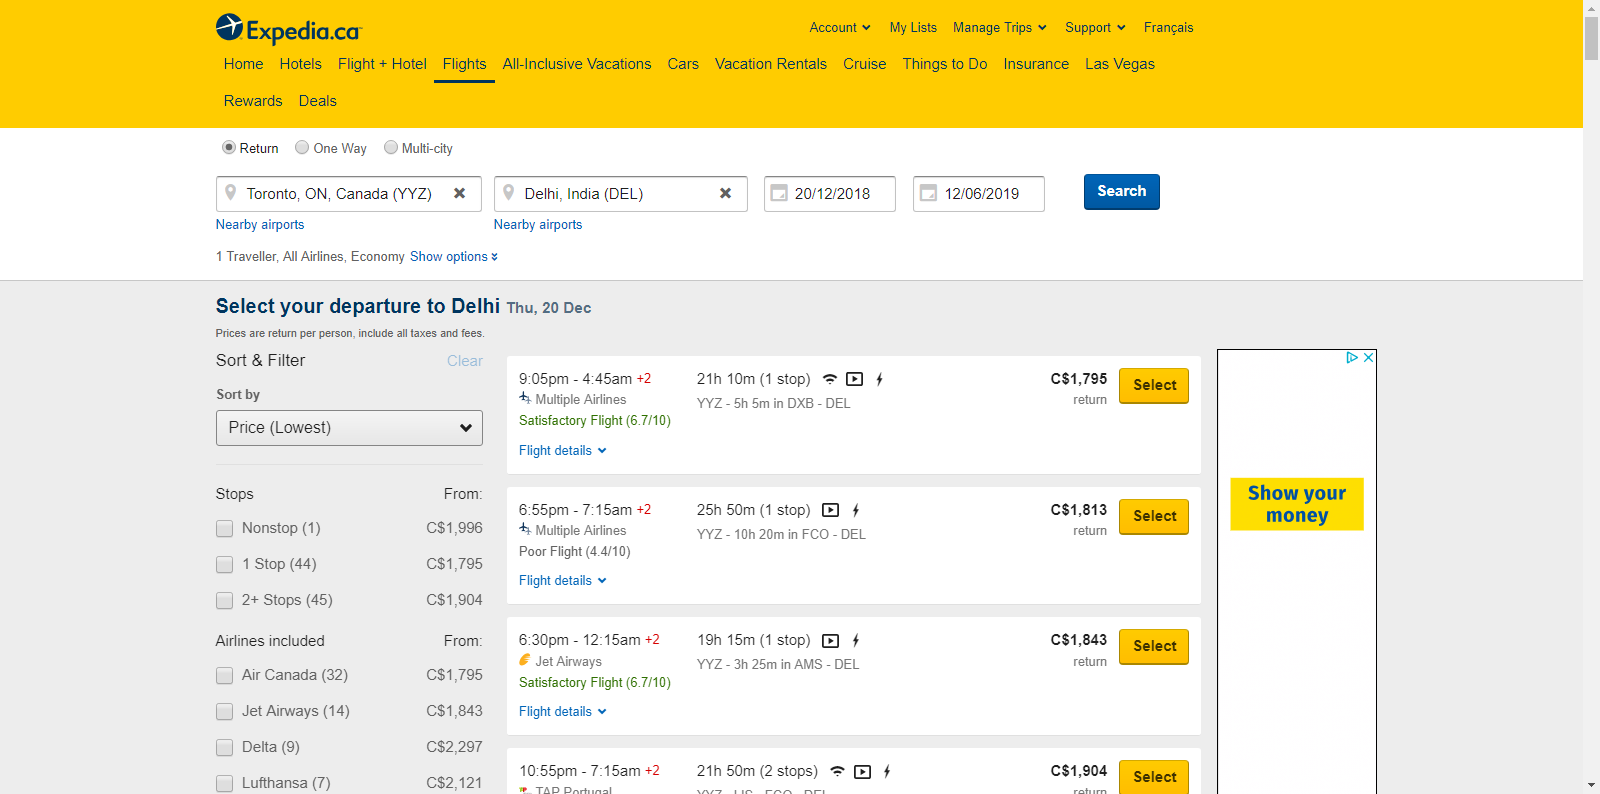 Expedia.ca
Account My Lists Manage Trips Support Français
Home Hotels Flight + Hotel Flights All-Inclusive Vacations Cars Vacation Rentals Cruise Things to Do Insurance Las Vegas
Rewards Deals
Return One Way Multi-city
Toronto, ON, Canada (YYZ) Delhi, India (DEL) 20/12/2018 12/06/2019 Search
Nearby airports Nearby airports
1 Traveller, All Airlines, Economy Show options
Select your departure to Delhi Thu, 20 Dec
Prices are return per person, include all taxes and fees.
Sort & Filter Clear
Sort by
Price (Lowest)
Stops From:
Nonstop (1) C$1,996
1 Stop (44) C$1,795
2+ Stops (45) C$1,904
Airlines included From:
Air Canada (32) C$1,795
Jet Airways (14) C$1,843
Delta (9) C$2,297
Lufthansa (7) C$2,121
9:05pm - 4:45am +2 21h 10m (1 stop) C$1,795 Select
Multiple Airlines YYZ - 5h 5m in DXB - DEL return
Satisfactory Flight (6.7/10)
Flight details
6:55pm - 7:15am +2 25h 50m (1 stop) C$1,813 Select
Multiple Airlines YYZ - 10h 20m in FCO - DEL return
Poor Flight (4.4/10)
Flight details
6:30pm - 12:15am +2 19h 15m (1 stop) C$1,843 Select
Jet Airways YYZ - 3h 25m in AMS - DEL return
Satisfactory Flight (6.7/10)
Flight details
10:55pm - 7:15am +2 21h 50m (2 stops) C$1,904 Select
TAP Portugal YYZ - LIS - FCO - DEL return
Show your
money